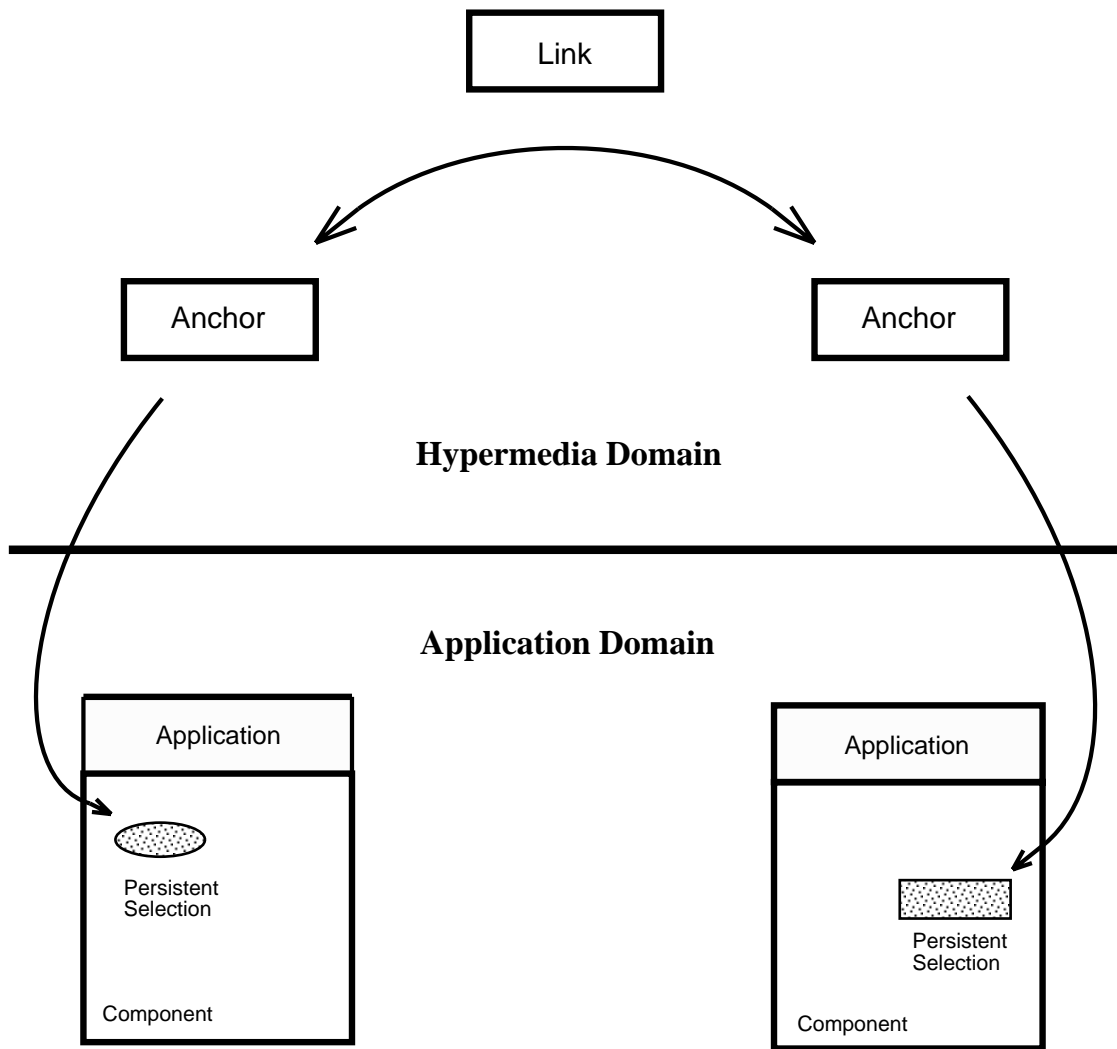 Link
Anchor
Anchor
Hypermedia Domain
Application Domain
Application
Application
Persistent
Selection
Persistent
Selection
Component
Component